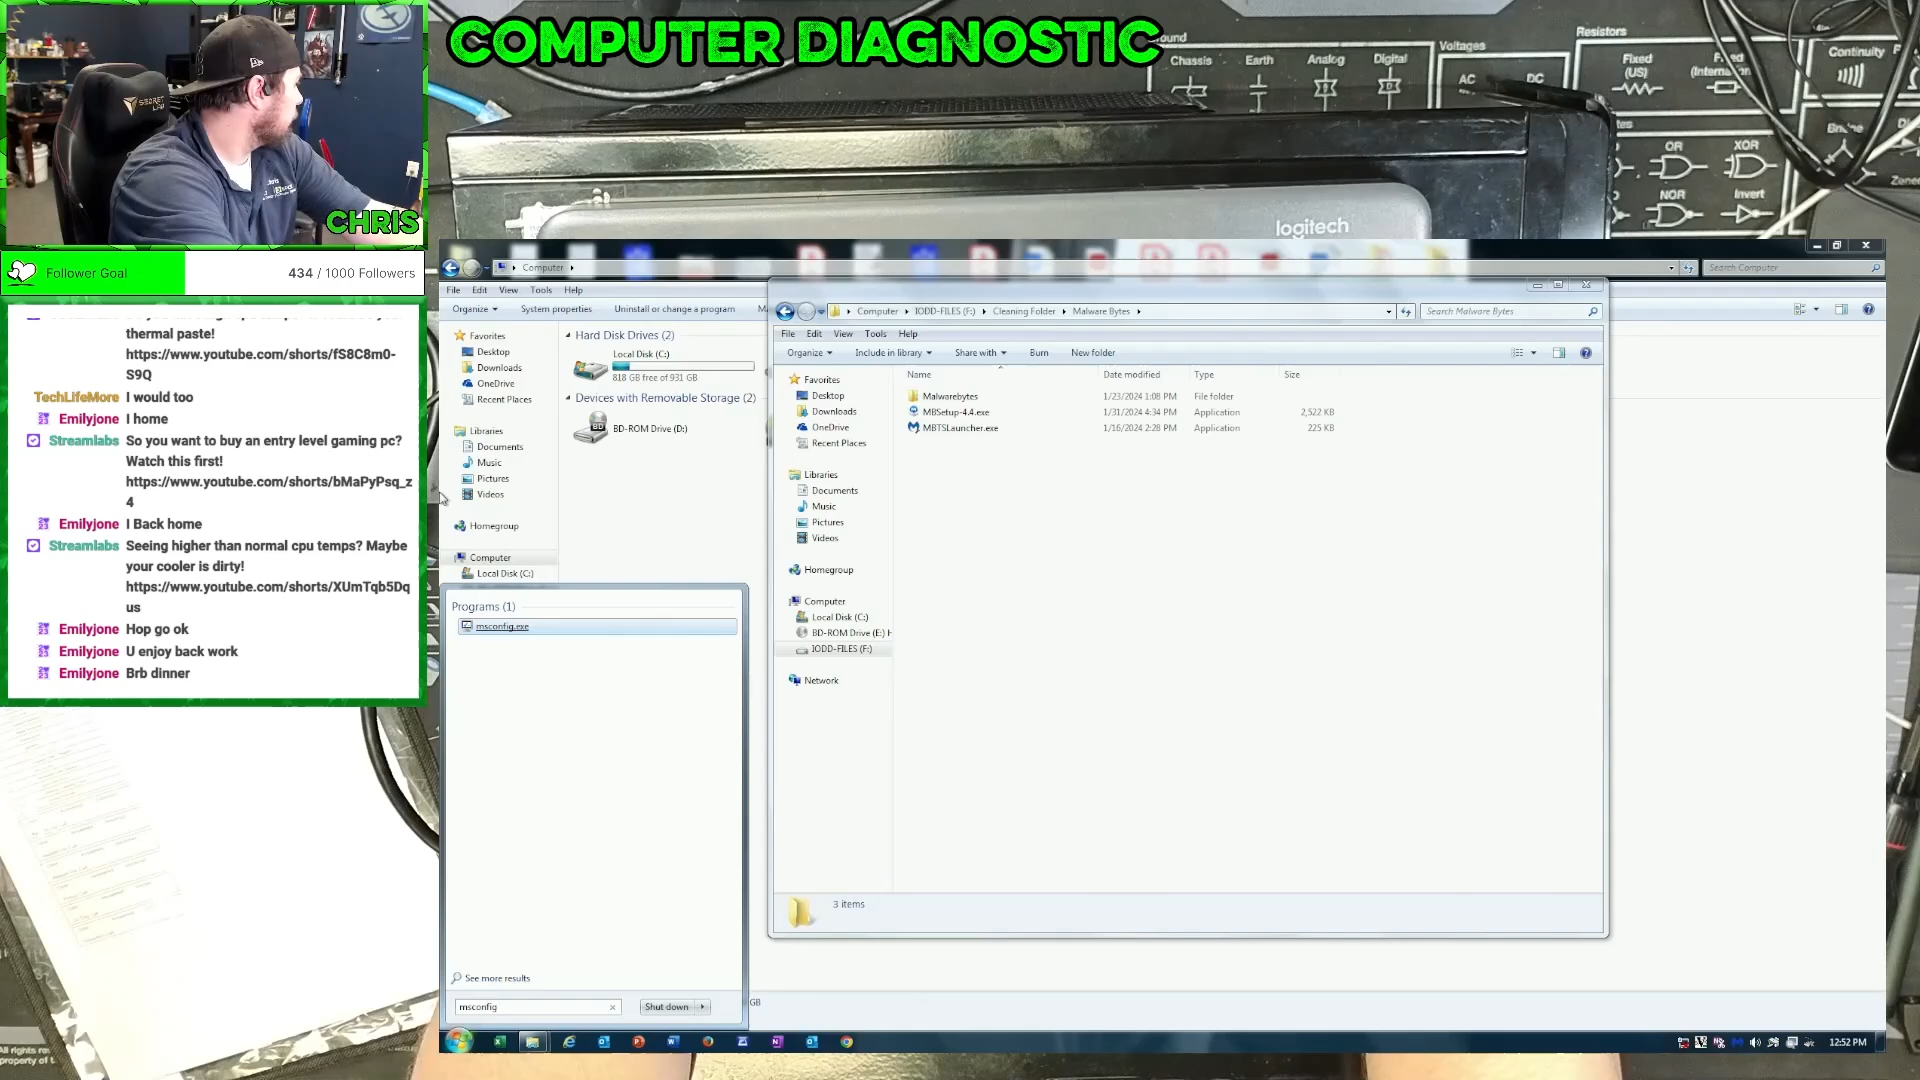 COMPUTER DIAGNOSTIC
SECRETLAB
CHRIS
Follower Goal
434 / 1000 Followers
thermal paste!
https://www.youtube.com/shorts/fS8C8m0-
S9Q
TechLifeMore I would too
Emilyjone I home
Streamlabs So you want to buy an entry level gaming pc?
Watch this first!
https://www.youtube.com/shorts/bMaPyPsq_z
4
Emilyjone I Back home
Streamlabs Seeing higher than normal cpu temps? Maybe
your cooler is dirty!
https://www.youtube.com/shorts/XUmTqb5Dq
us
Emilyjone Hop go ok
Emilyjone U enjoy back work
Emilyjone Brb dinner
Chassis Earth Analog Digital
Voltages
AC DC
Resistors
Fixed
(US)
Continuity
OR XOR
NOR Invert
logitech
Computer
Search Computer
File Edit View Tools Help
Organize System properties Uninstall or change a program
Favorites
Desktop
Downloads
OneDrive
Recent Places
Libraries
Documents
Music
Pictures
Videos
Homegroup
Computer
Local Disk (C:)
Hard Disk Drives (2)
Local Disk (C:)
818 GB free of 931 GB
Devices with Removable Storage (2)
BD-ROM Drive (D:)
Computer IODD-FILES (F:) Cleaning Folder Malware Bytes
Search Malware Bytes
File Edit View Tools Help
Organize Include in library Share with Burn New folder
Name Date modified Type Size
Malwarebytes 1/23/2024 1:08 PM File folder
MBSetup-4.4.exe 1/31/2024 4:34 PM Application 2,522 KB
MBTSLauncher.exe 1/16/2024 2:28 PM Application 225 KB
Favorites
Desktop
Downloads
OneDrive
Recent Places
Libraries
Documents
Music
Pictures
Videos
Homegroup
Computer
Local Disk (C:)
BD-ROM Drive (E:) H
IODD-FILES (F:)
Network
3 items
Programs (1)
msconfig.exe
See more results
msconfig
Shut down
GB
12:52 PM